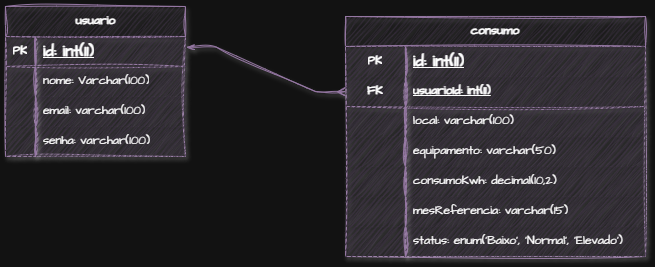 usuario
PK id: int(11)
nome: Varchar(100)
email: varchar(100)
senha: varchar(100)
consumo
PK id: int(11)
FK usuarioId: int(11)
local: varchar(100)
equipamento: varchar(50)
consumoKwh: decimal(10,2)
mesReferencia: varchar(15)
status: enum('Baixo', 'Normal', 'Elevado')